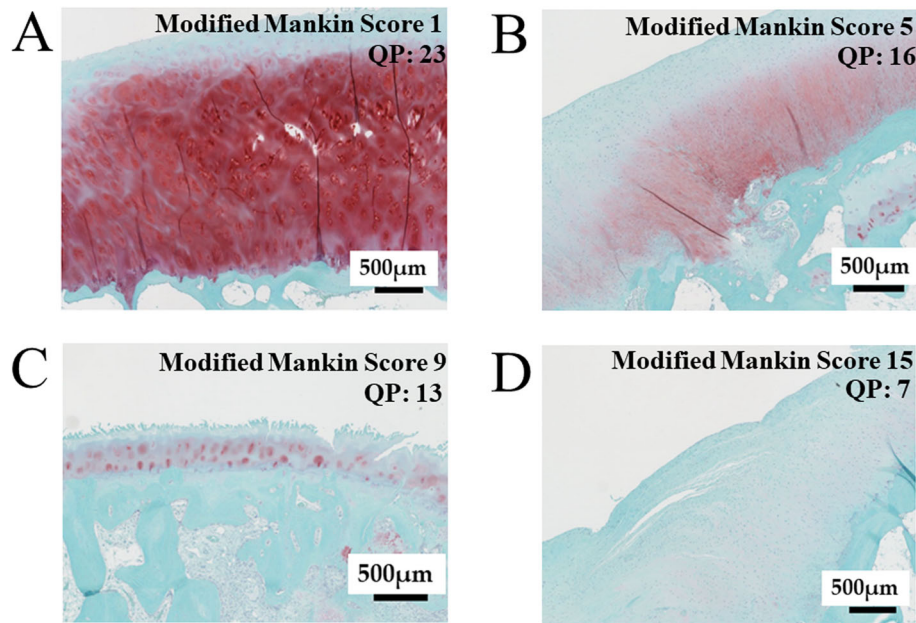 A
Modified Mankin Score 1
QP: 23
500μm
B
Modified Mankin Score 5
QP: 16
500μm
C
Modified Mankin Score 9
QP: 13
500μm
D
Modified Mankin Score 15
QP: 7
500μm